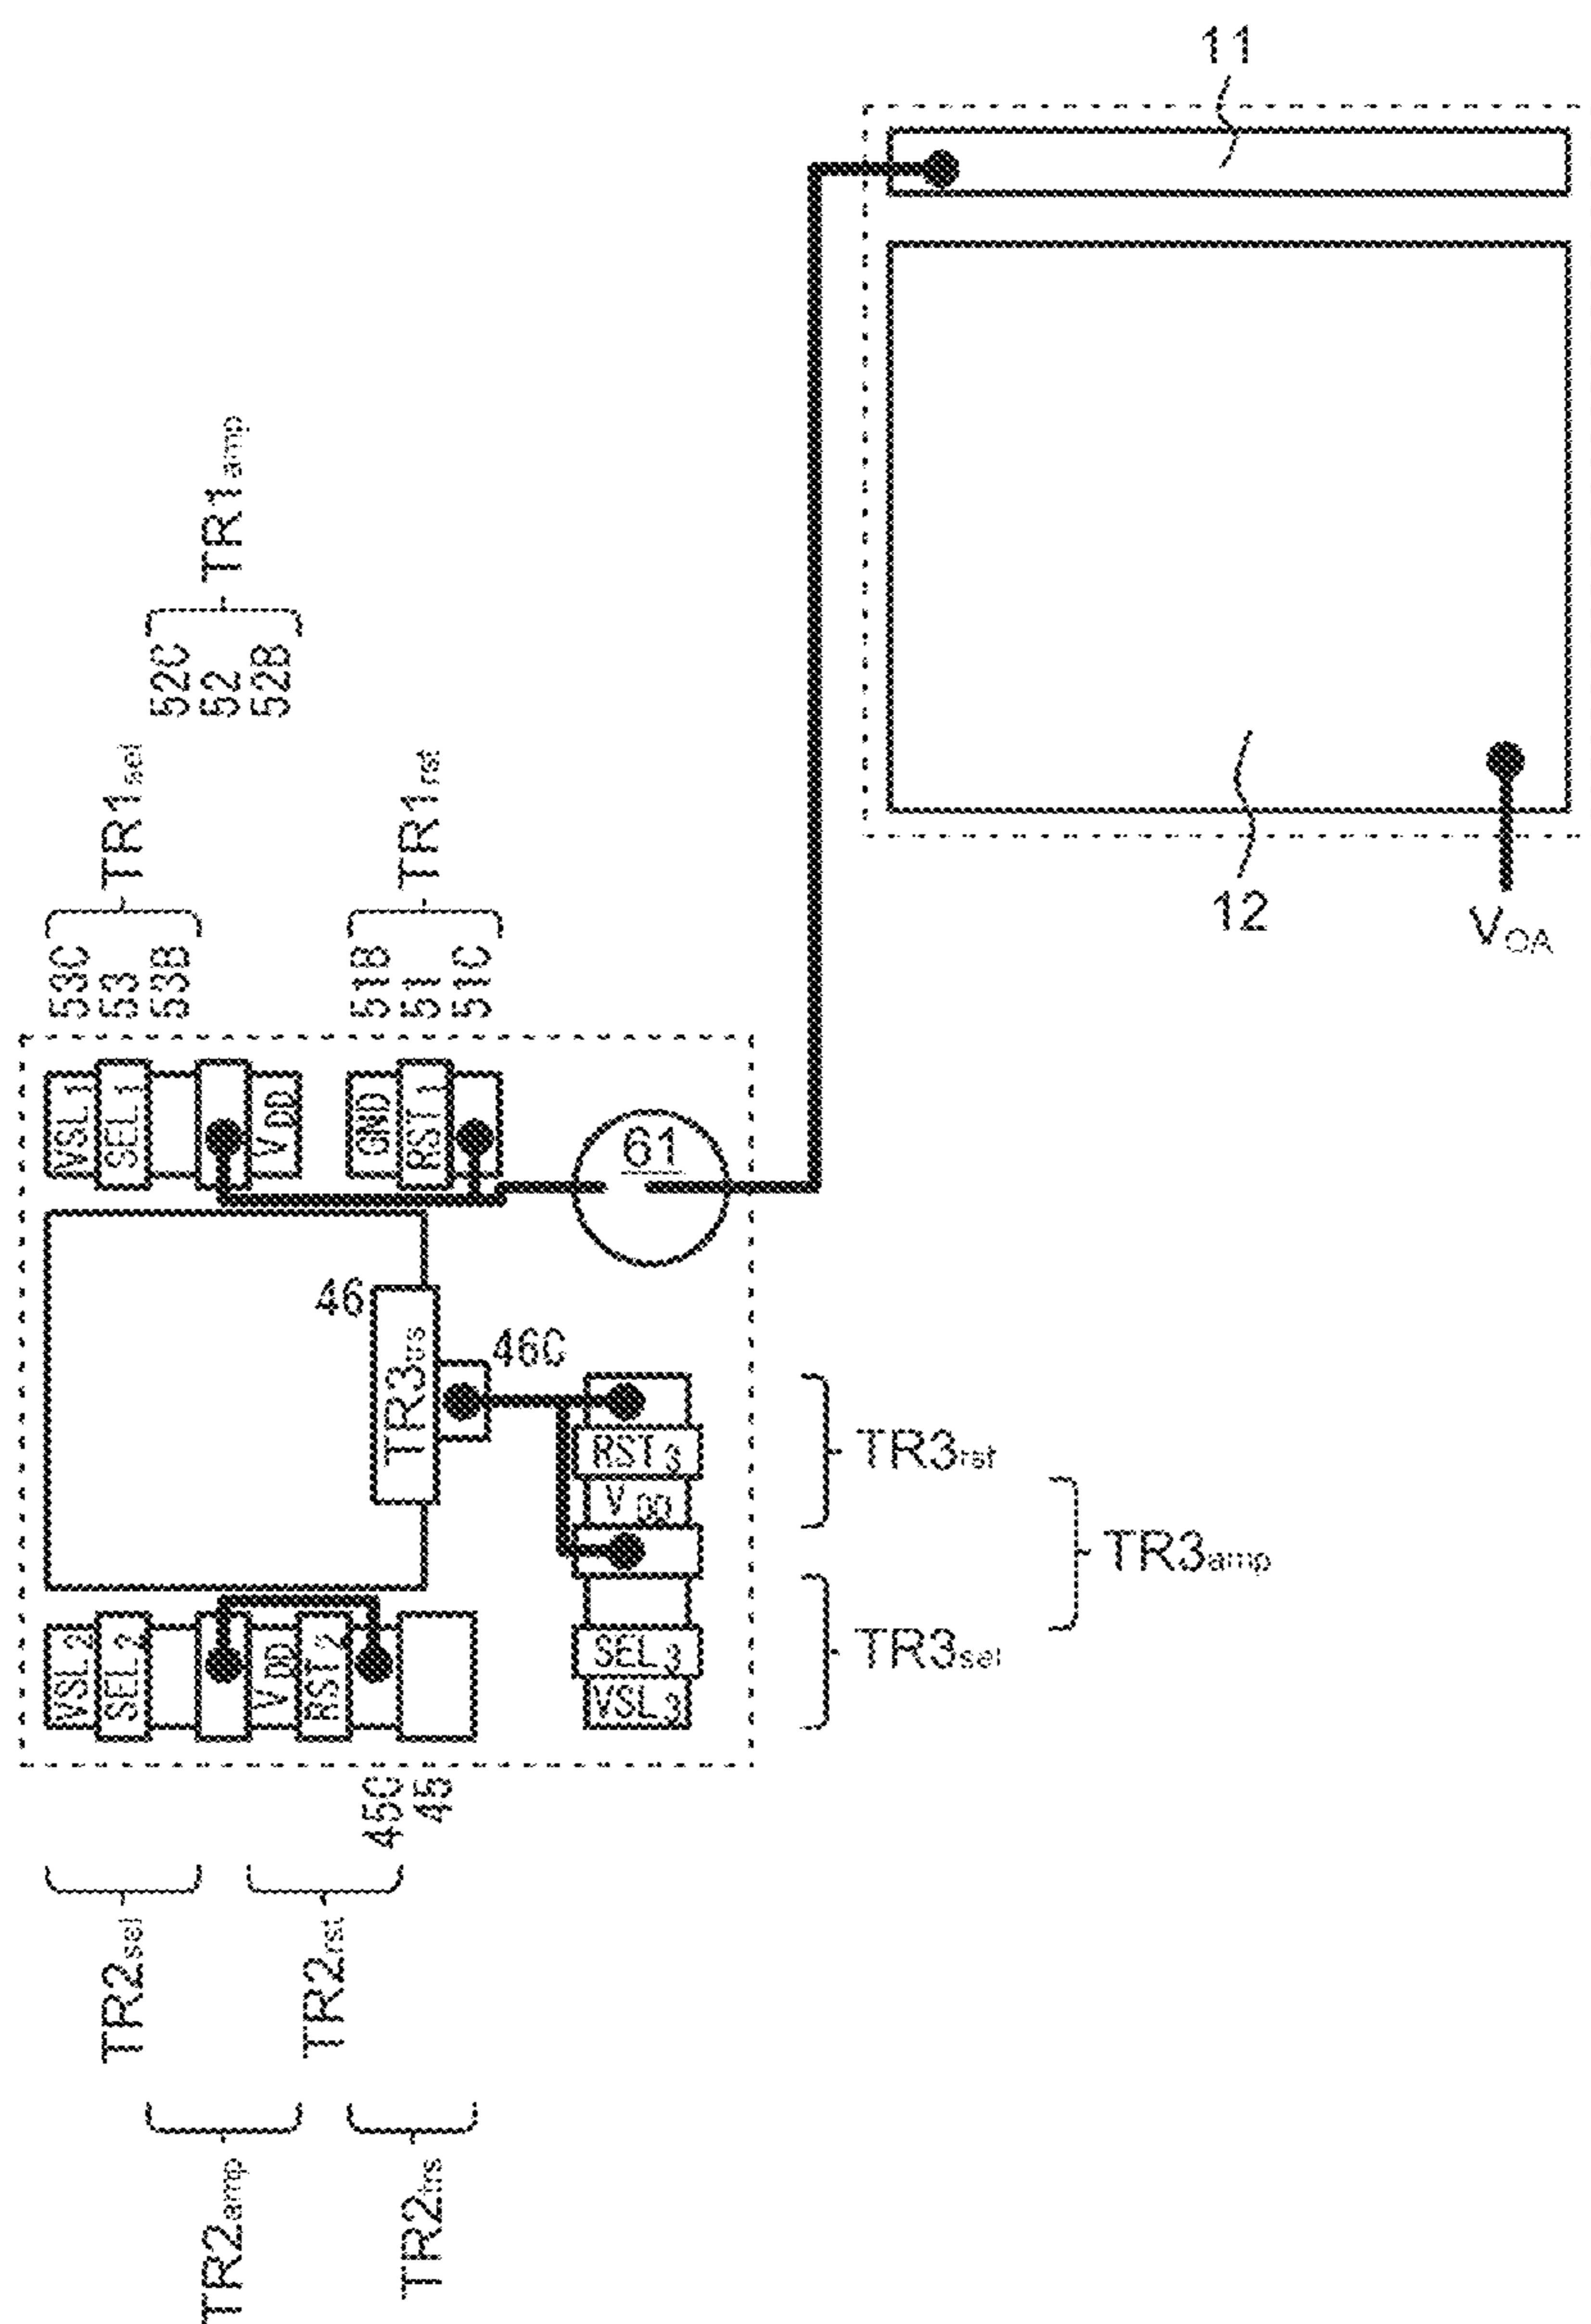 11
TR1amp
52C
52
52B
TR1sel
53C
53
53B
TR1rst
51B
51
51C
12
VOA
VSL1
SEL1
VDD
GND
RST1
61
46
TR3trs
46C
RST3
VDD
SEL3
VSL3
TR3rst
TR3amp
TR3sel
VSL2
SEL2
VDD
RST2
45C
45
TR2sel
TR2rst
TR2amp
TR2trs